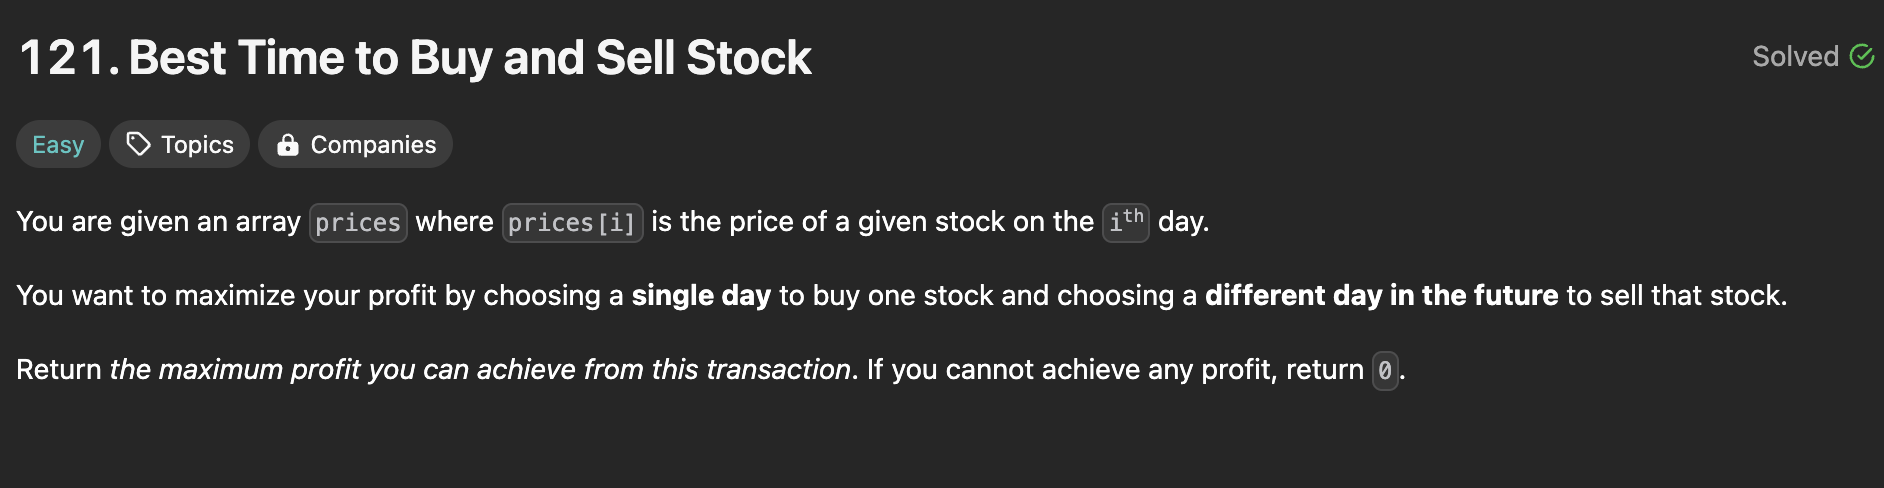 121. Best Time to Buy and Sell Stock
Solved
Easy Topics Companies
You are given an array prices where prices[i] is the price of a given stock on the ith day.
You want to maximize your profit by choosing a single day to buy one stock and choosing a different day in the future to sell that stock.
Return the maximum profit you can achieve from this transaction. If you cannot achieve any profit, return 0.